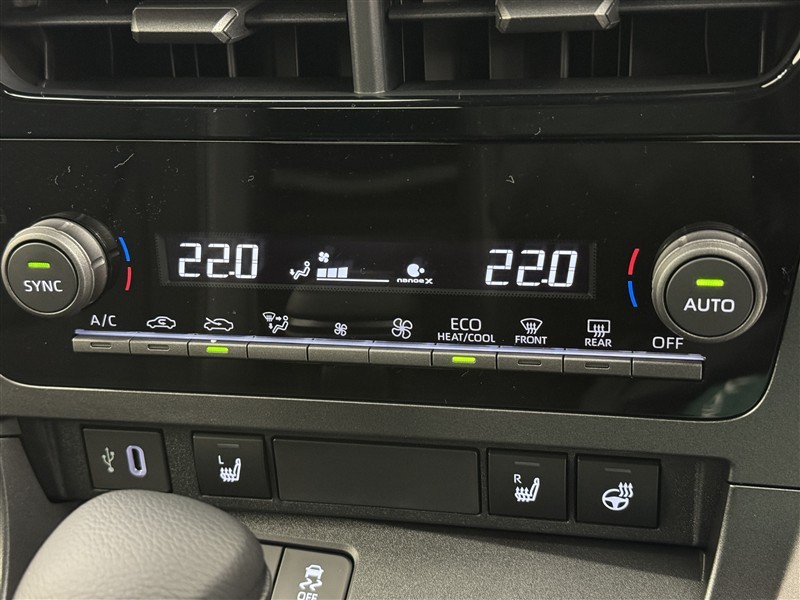 22.0
nanoe X
22.0
SYNC
AUTO
A/C
ECO
HEAT/COOL
FRONT
REAR
OFF
L
R
OFF